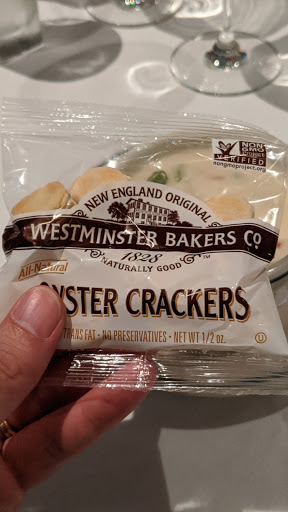 NON
GMO
Project
VERIFIED
nongmoproject.org
NEW ENGLAND ORIGINAL
WESTMINSTER BAKERS CO
1828
NATURALLY GOOD
TM
All-Natural
OYSTER CRACKERS
TRANS FAT • NO PRESERVATIVES • NET WT 1/2 oz.
U